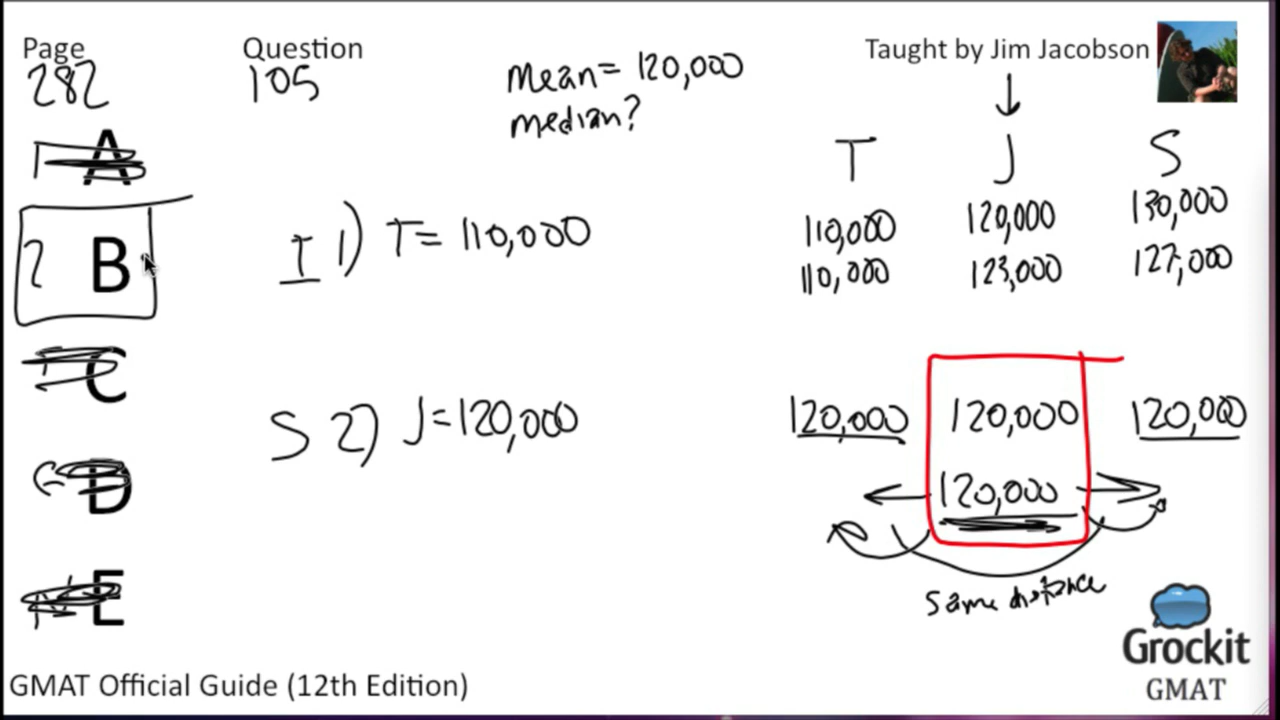 Page
Question
Taught by Jim Jacobson
282
105
mean = 120,000
median?
T J S
A
110,000 120,000 130,000
110,000 123,000 127,000
2 B
I 1) T = 110,000
C
S 2) J = 120,000
120,000 120,000 120,000
120,000
D
same distance
E
Grockit
GMAT
GMAT Official Guide (12th Edition)